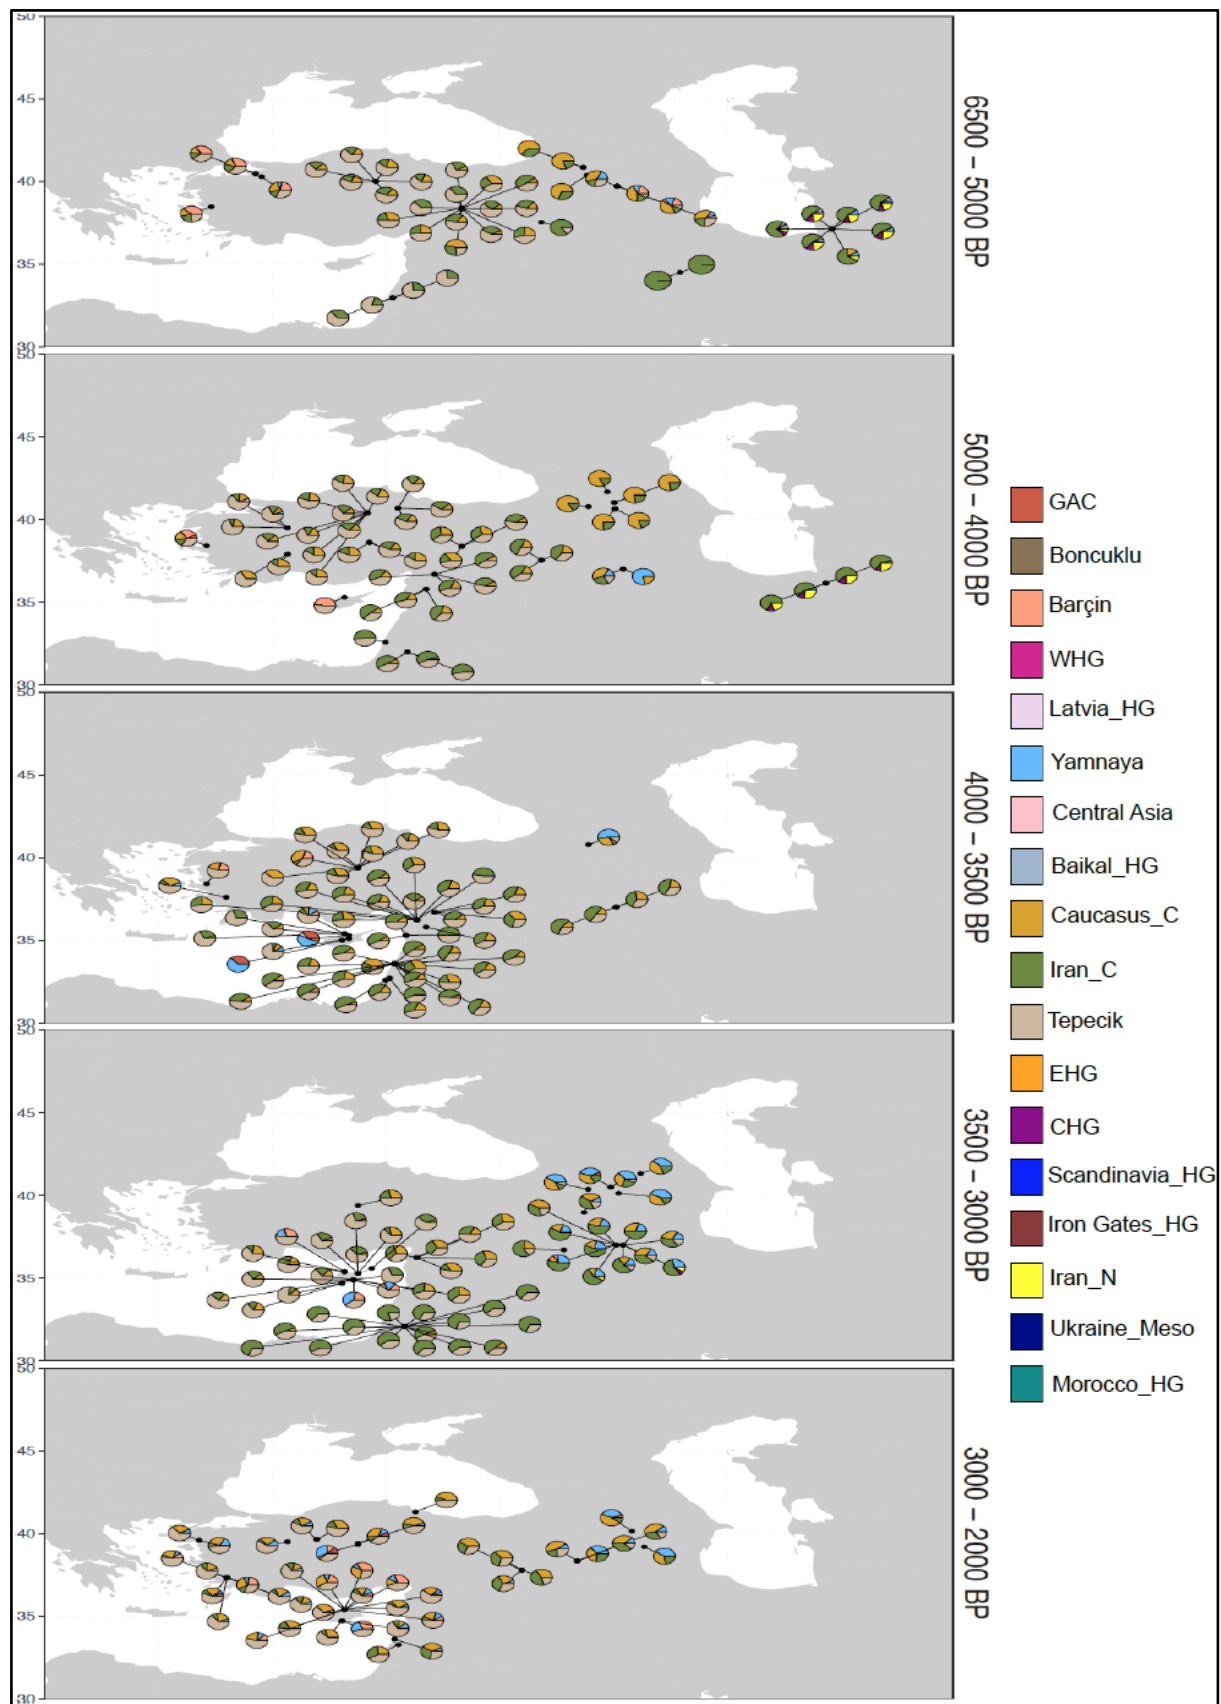 50
45
40
35
30
6500 – 5000 BP
50
45
40
35
30
5000 – 4000 BP
50
45
40
35
30
4000 – 3500 BP
50
45
40
35
30
3500 – 3000 BP
50
45
40
35
30
3000 – 2000 BP
GAC
Boncuklu
Barçin
WHG
Latvia_HG
Yamnaya
Central Asia
Baikal_HG
Caucasus_C
Iran_C
Tepecik
EHG
CHG
Scandinavia_HG
Iron Gates_HG
Iran_N
Ukraine_Meso
Morocco_HG